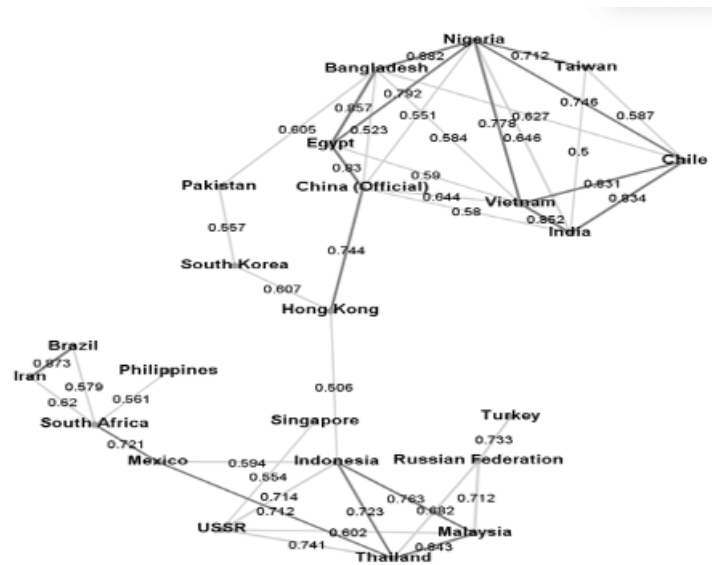 Nigeria
0.882
0.712
Bangladesh
Taiwan
0.792
0.746
0.857
0.551
0.627
0.587
0.605
0.523
0.778
0.584
0.646
Egypt
0.5
Chile
0.83
0.59
Pakistan
China (Official)
0.644
Vietnam
0.831
0.834
0.58
0.852
India
0.557
0.744
South Korea
0.607
Hong Kong
Brazil
0.873
Philippines
Iran
0.579
0.506
0.62
0.561
South Africa
Singapore
Turkey
0.721
0.733
Mexico
0.594
Indonesia
Russian Federation
0.554
0.714
0.763
0.712
0.712
0.723
0.682
USSR
0.602
Malaysia
0.741
0.843
Thailand